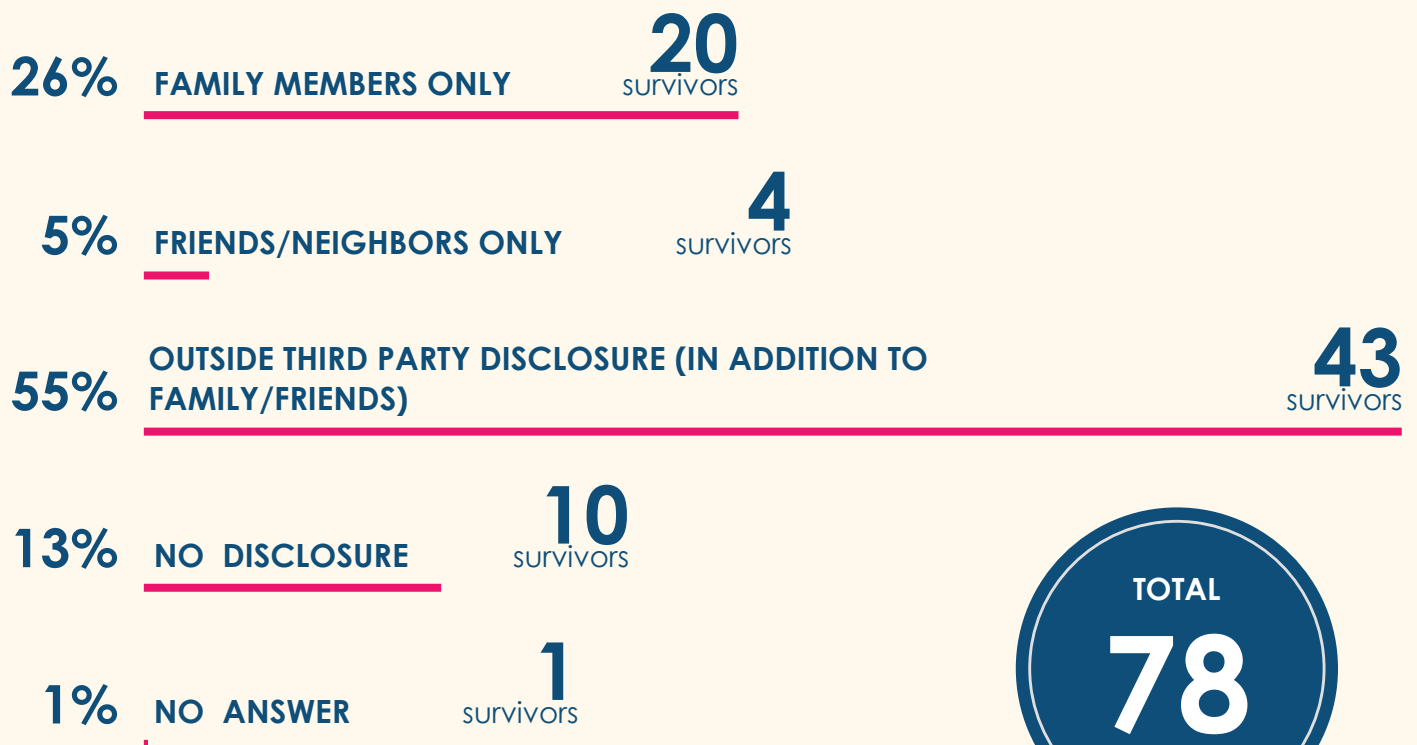 20
26% FAMILY MEMBERS ONLY survivors
4
5% FRIENDS/NEIGHBORS ONLY survivors
OUTSIDE THIRD PARTY DISCLOSURE (IN ADDITION TO 43
55% FAMILY/FRIENDS) survivors
10
13% NO DISCLOSURE survivors
TOTAL
1
78
1% NO ANSWER survivors